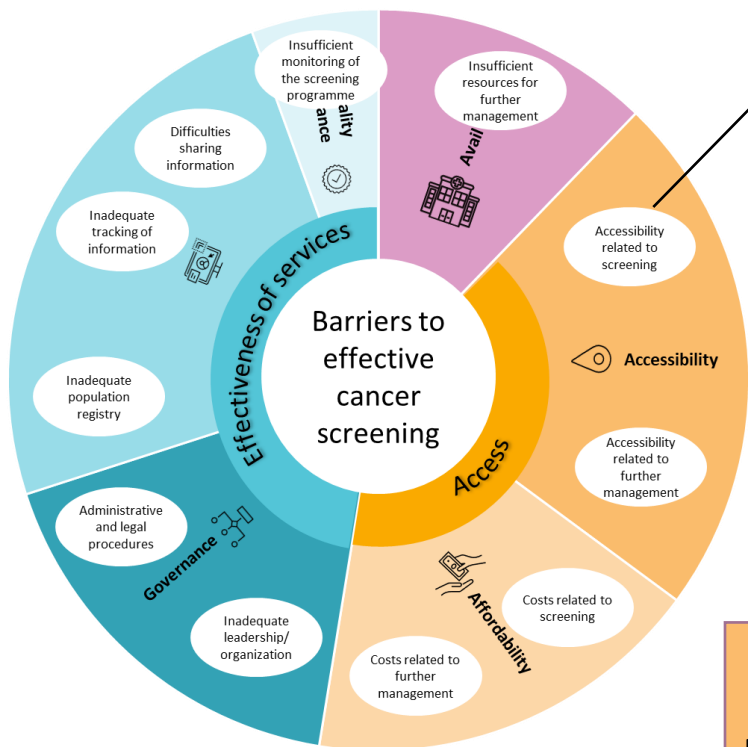 Barriers to
effective
cancer
screening
Effectiveness of services
Access
Insufficient
monitoring of
the screening
programme
Insufficient
resources for
further
management
Accessibility
related to
screening
Accessibility
Accessibility
related to
further
management
Costs related to
screening
Affordability
Costs related to
further
management
Inadequate
leadership/
organization
Governance
Administrative
and legal
procedures
Inadequate
population
registry
Inadequate
tracking of
information
Difficulties
sharing
information